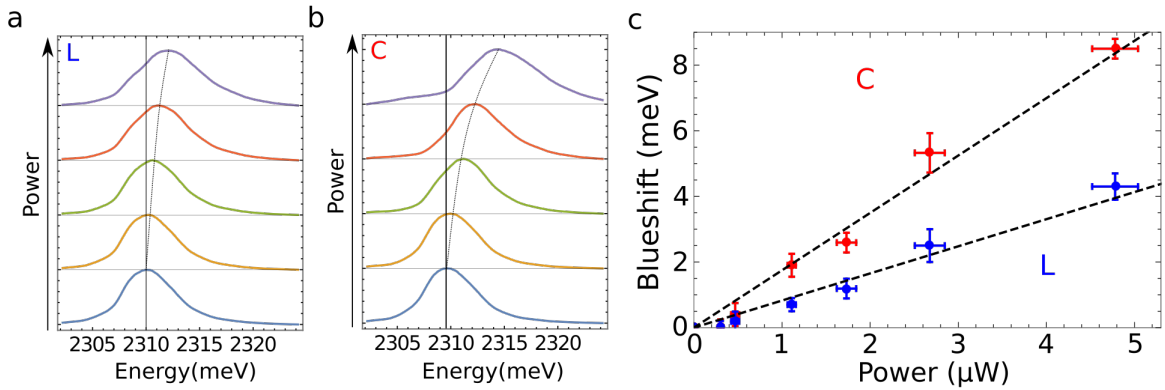 a
L
Power
2305 2310 2315 2320
Energy(meV)
b
C
Power
2305 2310 2315 2320
Energy(meV)
c
C
L
Blueshift (meV)
8
6
4
2
0
0 1 2 3 4 5
Power (μW)